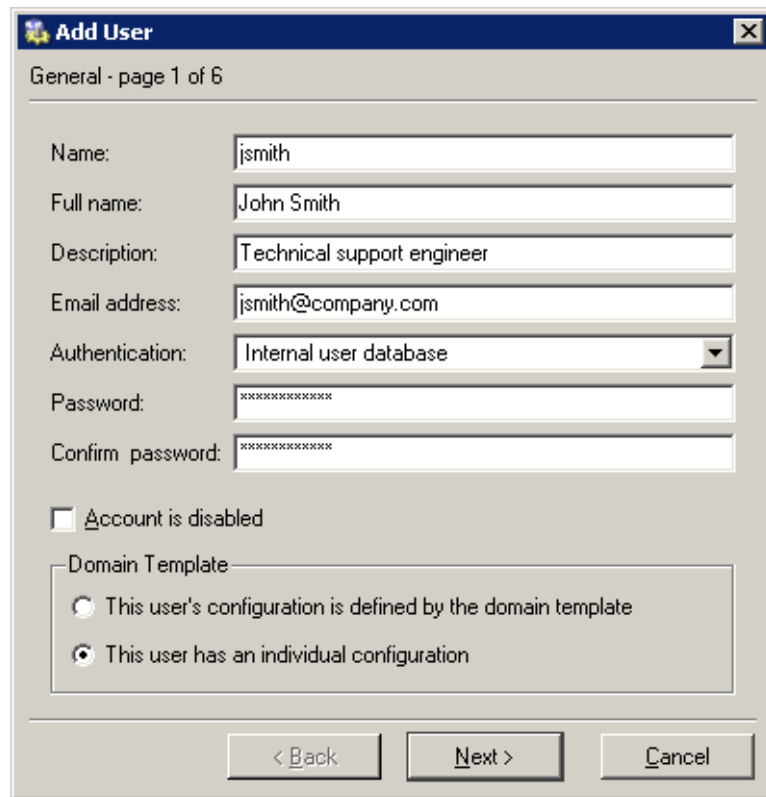 Add User
General - page 1 of 6
Name: jsmith
Full name: John Smith
Description: Technical support engineer
Email address: jsmith@company.com
Authentication: Internal user database
Password: ************
Confirm password: ************
Account is disabled
Domain Template
This user's configuration is defined by the domain template
This user has an individual configuration
< Back Next > Cancel